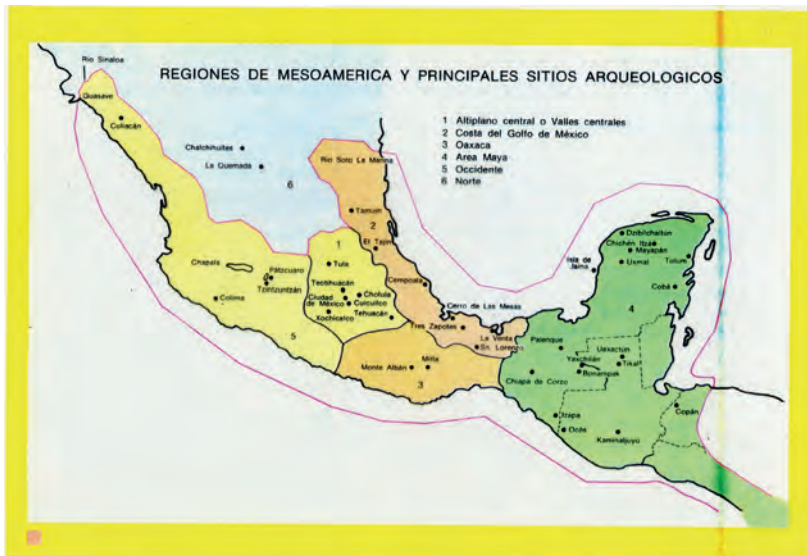 REGIONES DE MESOAMERICA Y PRINCIPALES SITIOS ARQUEOLOGICOS
1 Altiplano central o Valles centrales
2 Costa del Golfo de México
3 Oaxaca
4 Area Maya
5 Occidente
6 Norte
Río Sinaloa
Guasave
Culiacán
Chalchihuites
La Quemada
6
Río Soto La Marina
Tamuín
2
El Tajín
1
Tula
Teotihuacán
Ciudad
de México
Cholula
Cuicuilco
Xochicalco
Tehuacán
Chapala
Pátzcuaro
Tzintzuntzán
Colima
5
Cempoala
Cerro de Las Mesas
Tres Zapotes
La Venta
Sn. Lorenzo
Monte Albán
Mitla
3
Isla de
Jaina
Dzibilchaltún
Chichén Itzá
Mayapán
Uxmal
Tulum
Cobá
4
Palenque
Uaxactún
Yaxchilán
Tikal
Bonampak
Chiapa de Corzo
Izapa
Ocós
Kaminaljuyú
Copán